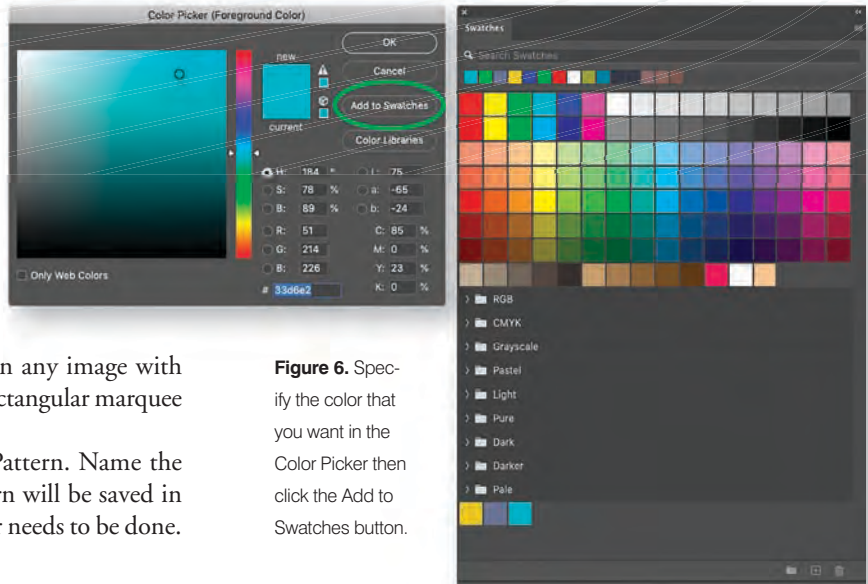 Color Picker (Foreground Color)
new
current
OK
Cancel
Add to Swatches
Color Libraries
H: 184 °
S: 78 %
B: 89 %
R: 51
G: 214
B: 226
# 33d6e2
L: 75
a: -65
b: -24
C: 85 %
M: 0 %
Y: 23 %
K: 0 %
Only Web Colors
Swatches
Search Swatches
RGB
CMYK
Grayscale
Pastel
Light
Pure
Dark
Darker
Pale
n any image with
ctangular marquee
Pattern. Name the
rn will be saved in
r needs to be done.
Figure 6. Spec-
ify the color that
you want in the
Color Picker then
click the Add to
Swatches button.